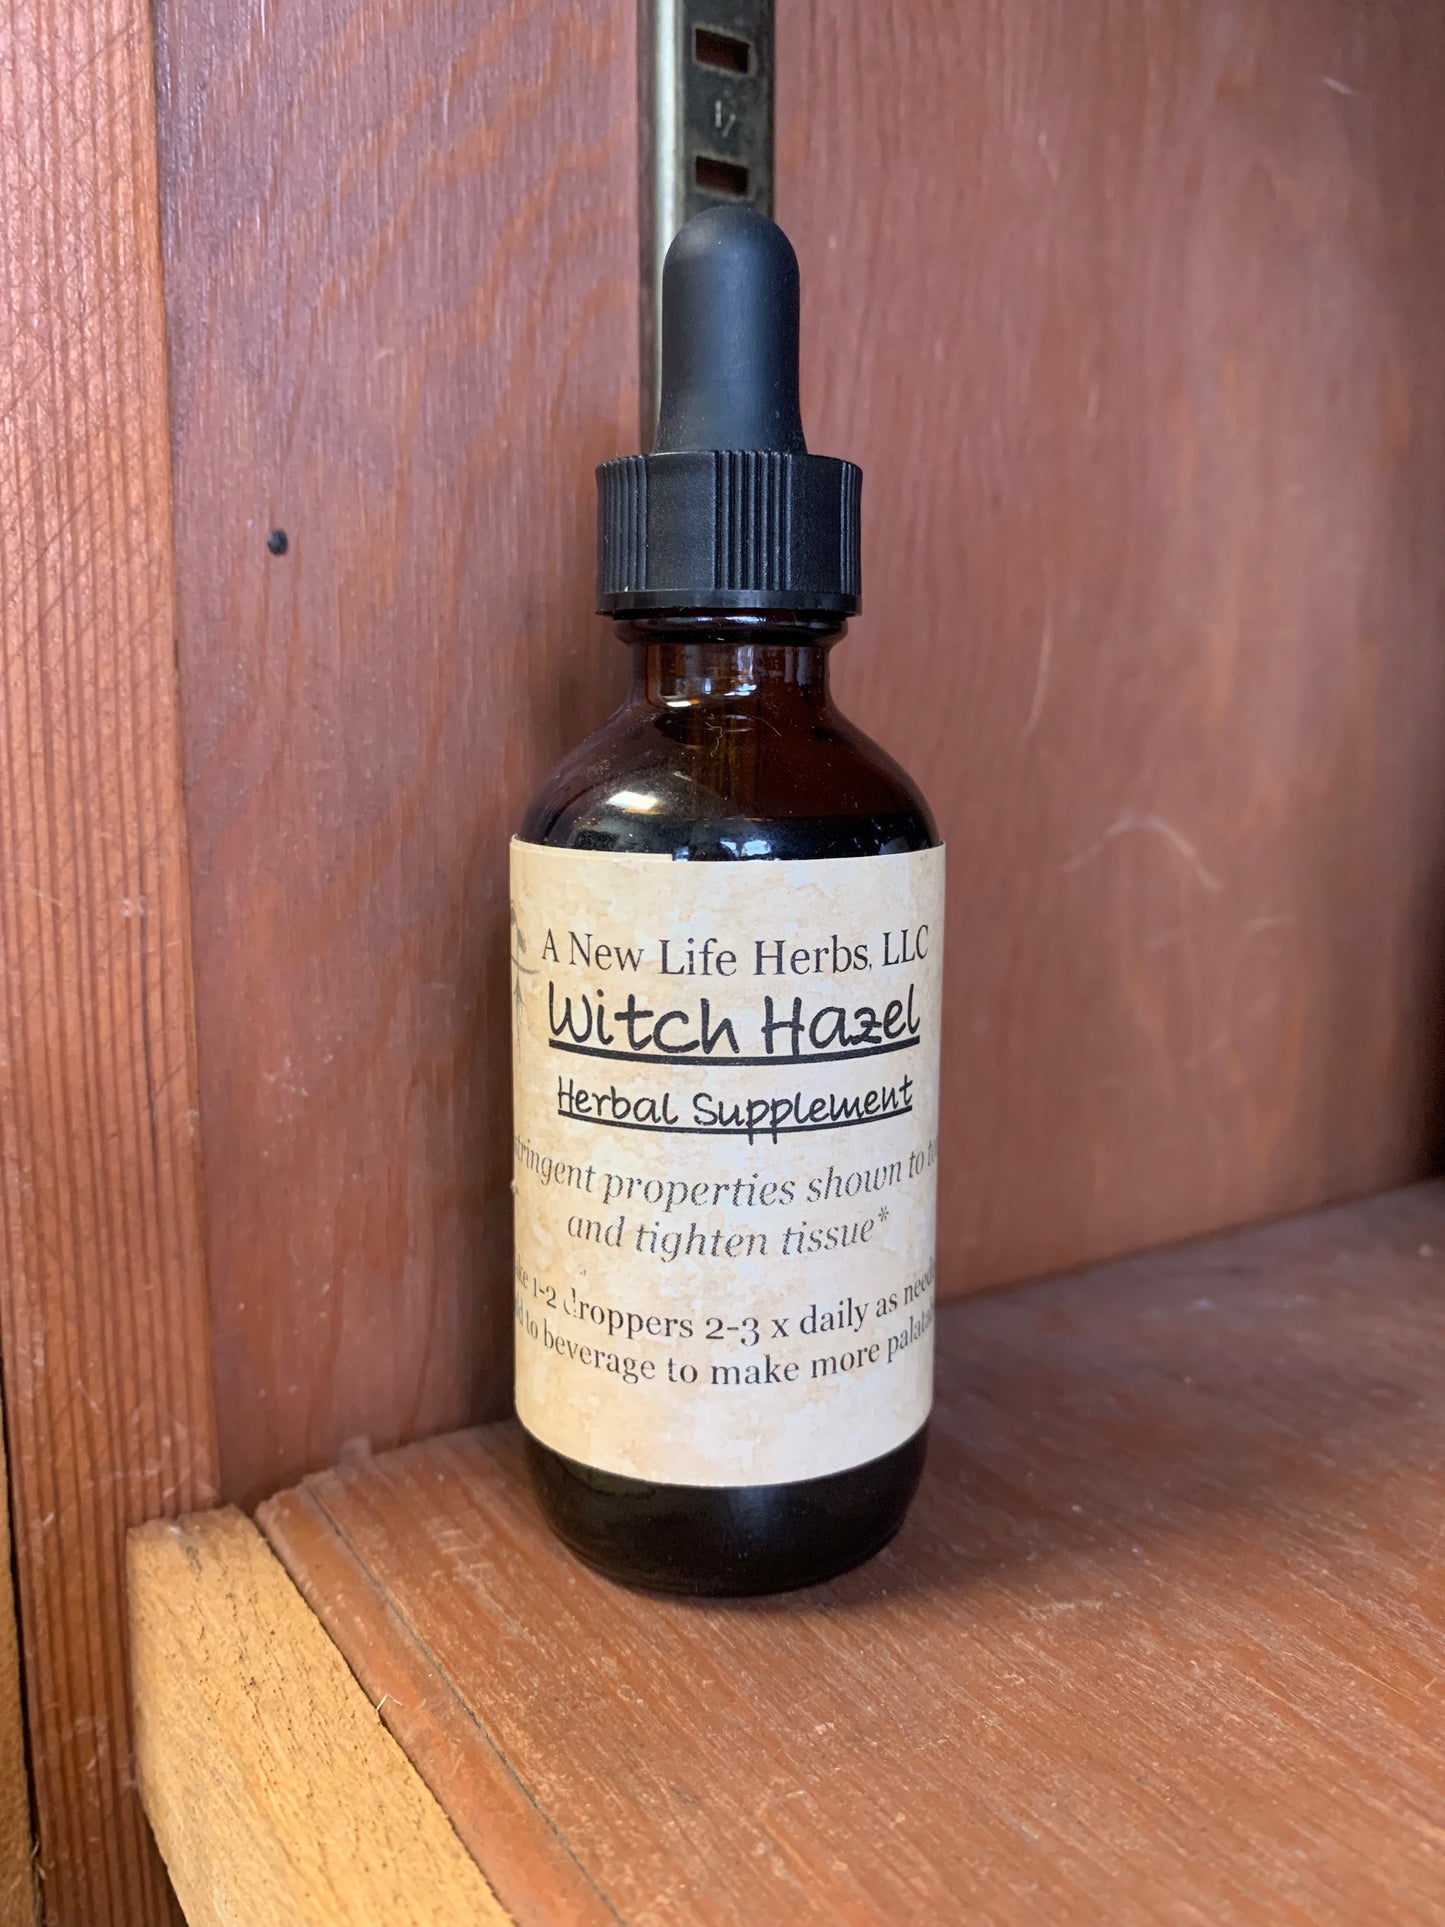 A New Life Herbs, LLC
Witch Hazel
Herbal Supplement
properties shown to
and tighten tissue*
1-2 droppers 2-3 x daily as
to beverage to make more